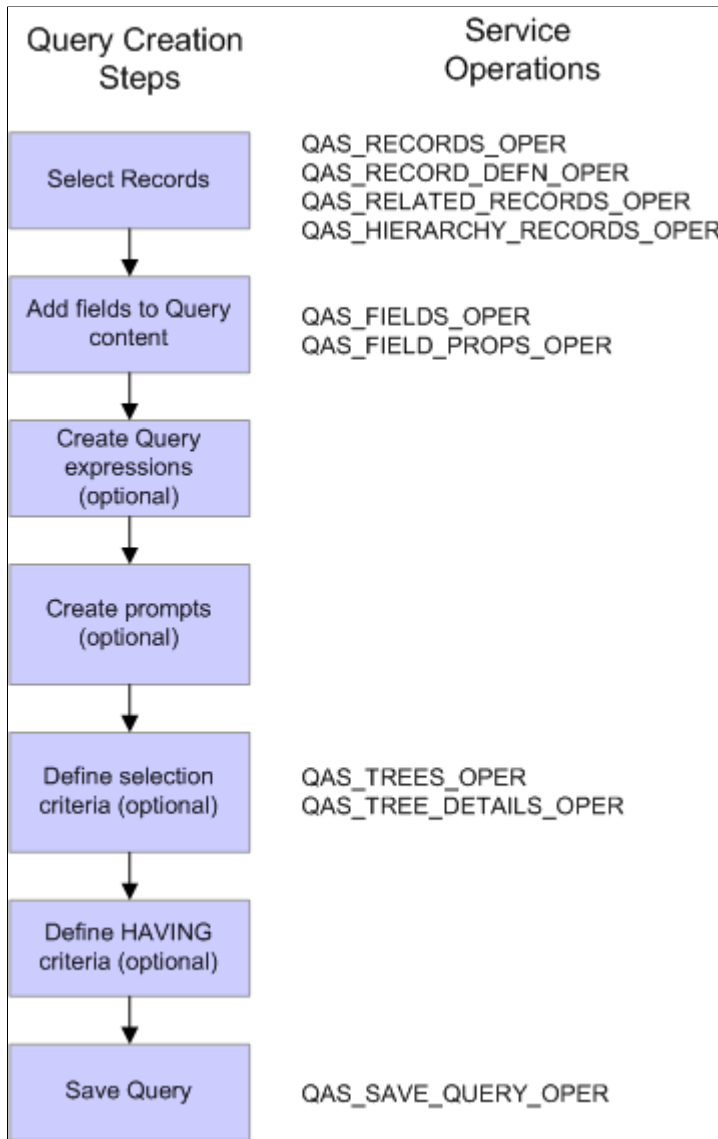 Query Creation
Steps
Service
Operations
Select Records
QAS_RECORDS_OPER
QAS_RECORD_DEFN_OPER
QAS_RELATED_RECORDS_OPER
QAS_HIERARCHY_RECORDS_OPER
Add fields to Query
content
QAS_FIELDS_OPER
QAS_FIELD_PROPS_OPER
Create Query
expressions
(optional)
Create prompts
(optional)
Define selection
criteria (optional)
QAS_TREES_OPER
QAS_TREE_DETAILS_OPER
Define HAVING
criteria (optional)
Save Query
QAS_SAVE_QUERY_OPER